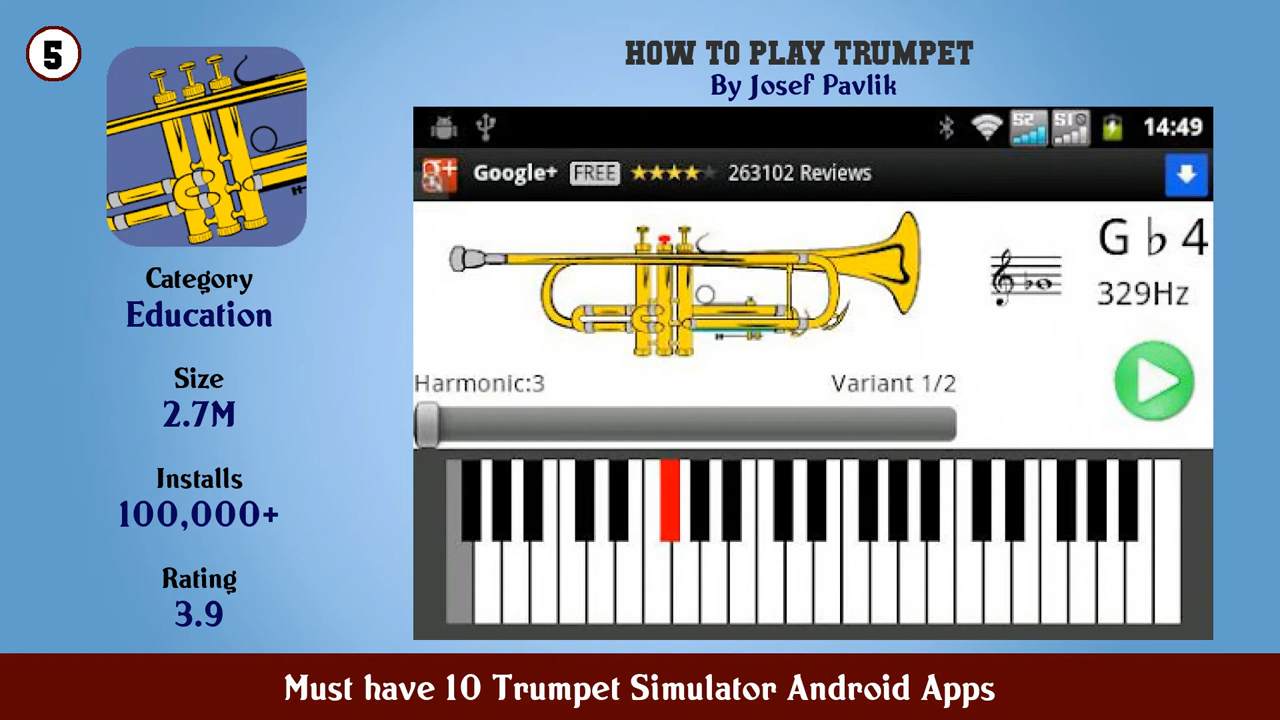 5
HOW TO PLAY TRUMPET
By Josef Pavlik
Category
Education
Size
2.7M
Installs
100,000+
Rating
3.9
S2 S1 14:49
g+ Google+ FREE 263102 Reviews
G♭4
329Hz
Harmonic:3 Variant 1/2
Must have 10 Trumpet Simulator Android Apps